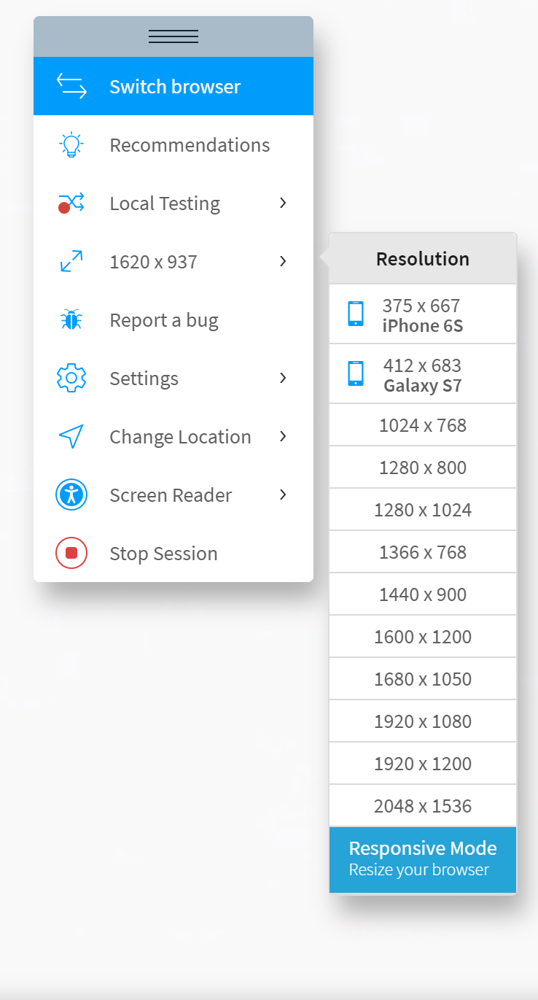 Switch browser
Recommendations
Local Testing
1620 x 937
Report a bug
Settings
Change Location
Screen Reader
Stop Session
Resolution
375 x 667
iPhone 6S
412 x 683
Galaxy S7
1024 x 768
1280 x 800
1280 x 1024
1366 x 768
1440 x 900
1600 x 1200
1680 x 1050
1920 x 1080
1920 x 1200
2048 x 1536
Responsive Mode
Resize your browser